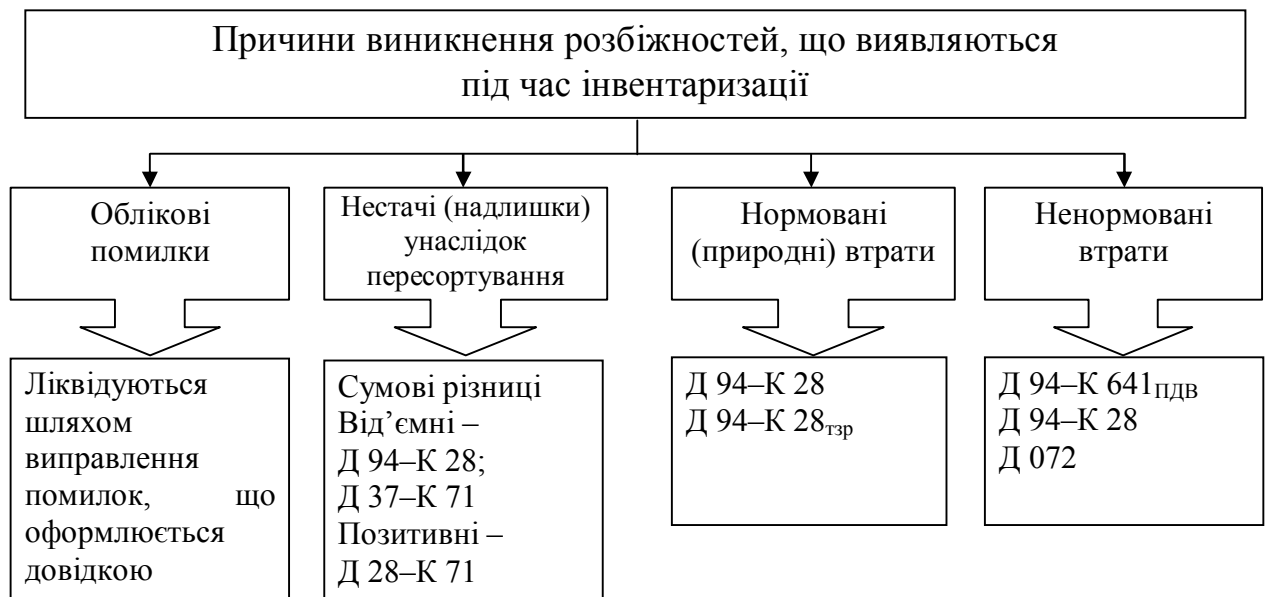 Причини виникнення розбіжностей, що виявляються
під час інвентаризації
Облікові
помилки
Нестачі (надлишки)
унаслідок
пересортування
Нормовані
(природні) втрати
Ненормовані
втрати
Ліквідуються
шляхом
виправлення
помилок, що
оформлюється
довідкою
Сумові різниці
Від’ємні –
Д 94–К 28;
Д 37–К 71
Позитивні –
Д 28–К 71
Д 94–К 28
Д 94–К 28тзр
Д 94–К 641ПДВ
Д 94–К 28
Д 072